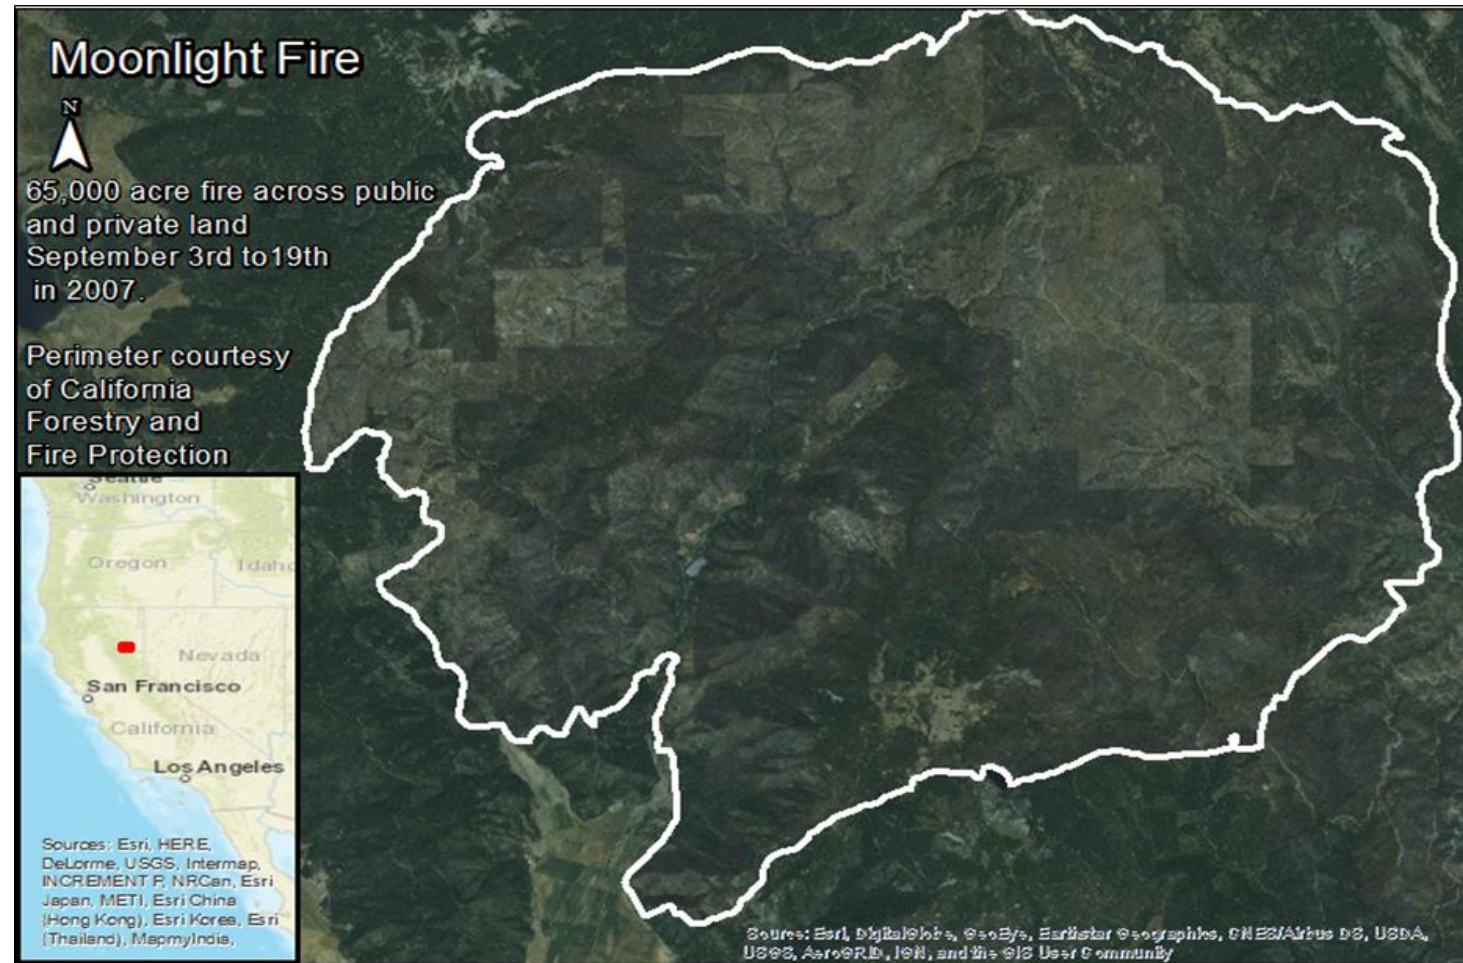 Moonlight Fire
N
65,000 acre fire across public
and private land
September 3rd to19th
in 2007.
Perimeter courtesy
of California
Forestry and
Fire Protection
Seattle
Washington
Oregon
Idaho
Nevada
San Francisco
California
Los Angeles
Sources: Esri, HERE,
DeLorme, USGS, Intermap,
INCREMENT P, NRCan, Esri
Japan, METI, Esri China
(Hong Kong), Esri Korea, Esri
(Thailand), MapmyIndia,
Source: Esri, DigitalGlobe, GeoEye, Earthstar Geographics, CNES/Airbus DS, USDA,
USGS, AeroGRID, IGN, and the GIS User Community